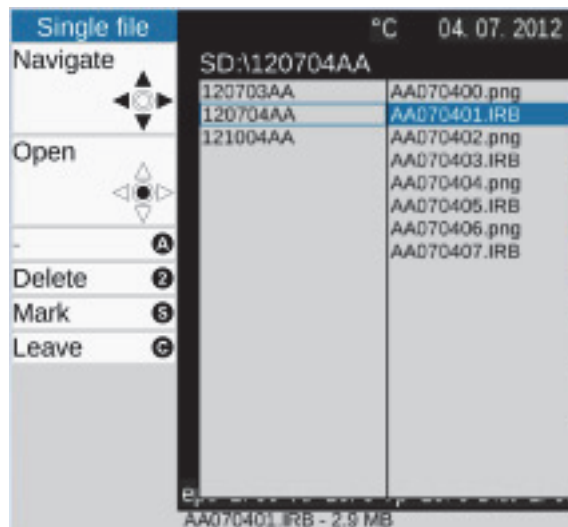 Single file
°C 04. 07. 2012
Navigate
SD:\120704AA
120703AA
120704AA
121004AA
AA070400.png
AA070401.IRB
AA070402.png
AA070403.IRB
AA070404.png
AA070405.IRB
AA070406.png
AA070407.IRB
Open
- A
Delete 2
Mark S
Leave C
AA070401.IRB - 2.9 MB